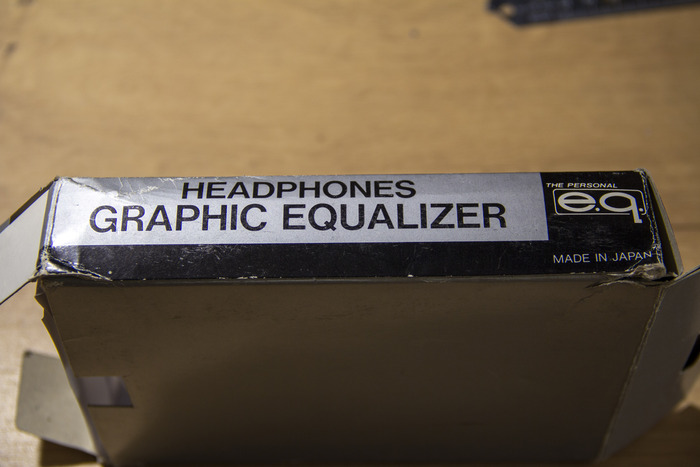 HEADPHONES
GRAPHIC EQUALIZER
THE PERSONAL
e.q.
MADE IN JAPAN